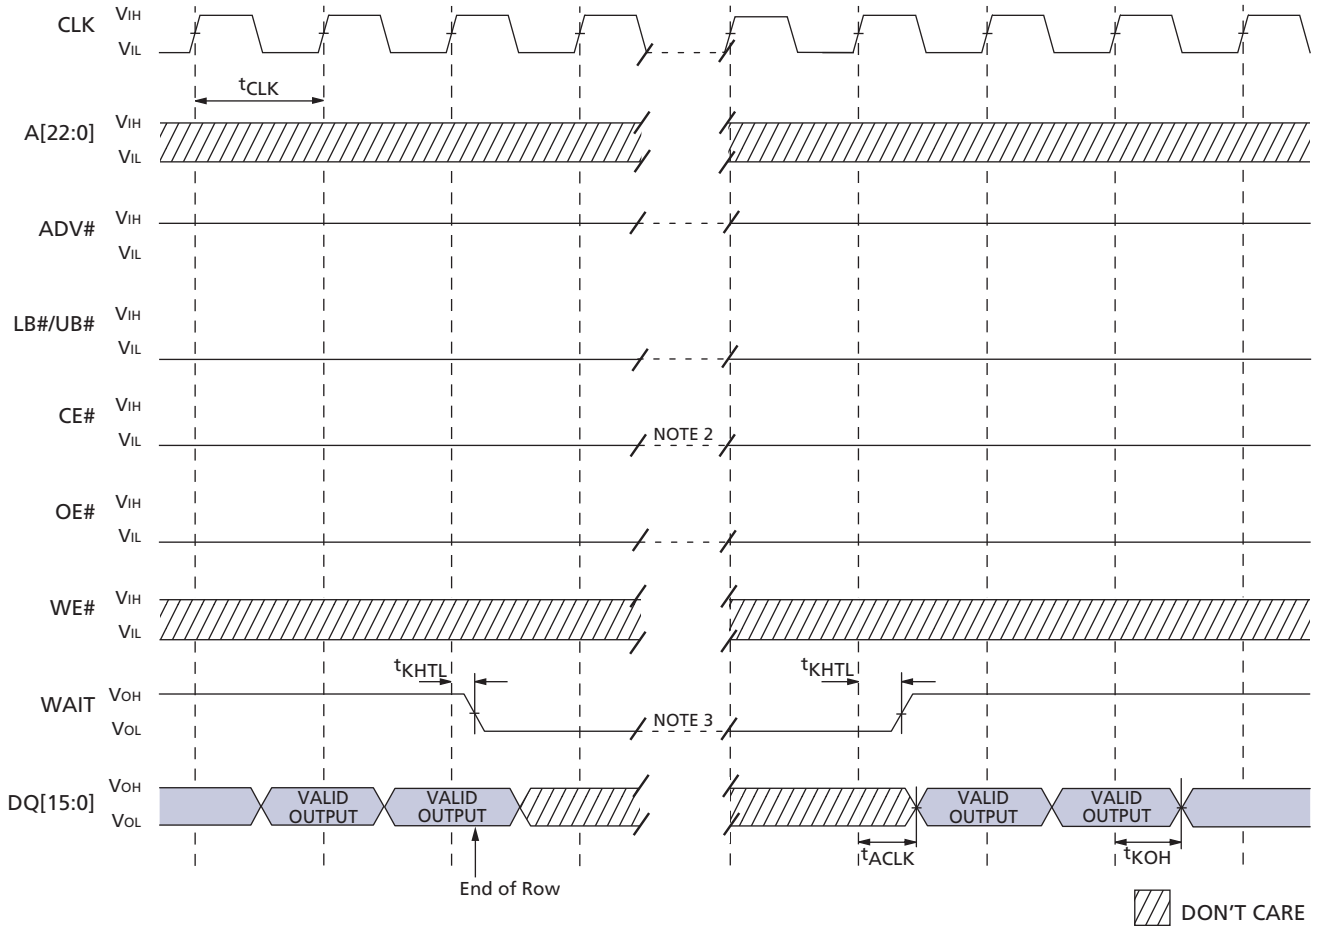 CLK
VIH
VIL
tCLK
A[22:0]
VIH
VIL
ADV#
VIH
VIL
LB#/UB#
VIH
VIL
CE#
VIH
VIL
NOTE 2
OE#
VIH
VIL
WE#
VIH
VIL
tKHTL
tKHTL
WAIT
VOH
VOL
NOTE 3
DQ[15:0]
VOH
VOL
VALID
OUTPUT
VALID
OUTPUT
VALID
OUTPUT
VALID
OUTPUT
tACLK
tKOH
End of Row
DON'T CARE